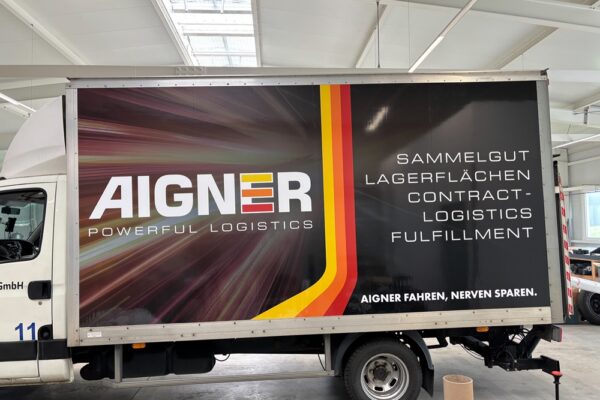 AIGNER
POWERFUL LOGISTICS
SAMMELGUT
LAGERFLÄCHEN
CONTRACT-
LOGISTICS
FULFILLMENT
AIGNER FAHREN, NERVEN SPAREN.
GmbH
11